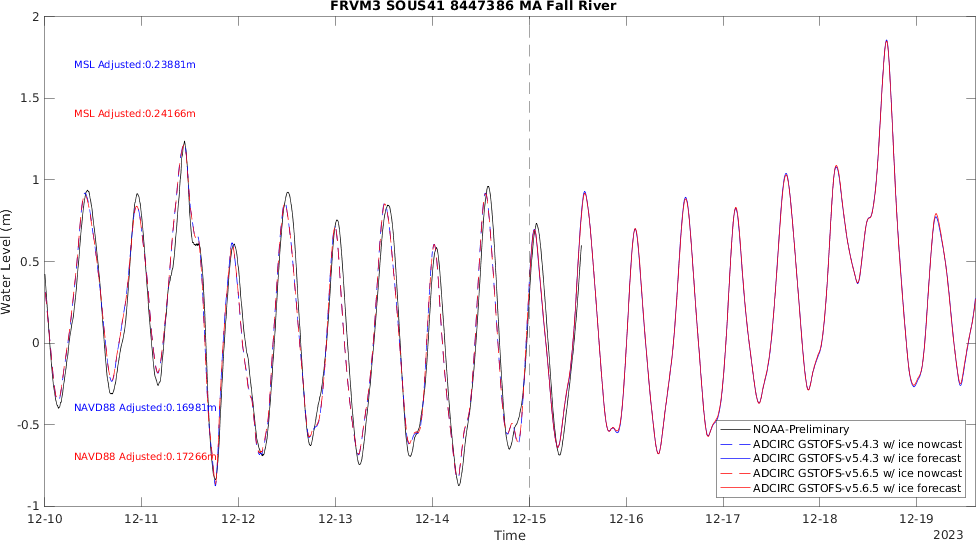 FRVM3 SOUS41 8447386 MA Fall River
2
1.5
1
0.5
0
-0.5
-1
Water Level (m)
MSL Adjusted:0.23881m
MSL Adjusted:0.24166m
NAVD88 Adjusted:0.16981m
NAVD88 Adjusted:0.17266m
NOAA-Preliminary
ADCIRC GSTOFS-v5.4.3 w/ ice nowcast
ADCIRC GSTOFS-v5.4.3 w/ ice forecast
ADCIRC GSTOFS-v5.6.5 w/ ice nowcast
ADCIRC GSTOFS-v5.6.5 w/ ice forecast
12-10 12-11 12-12 12-13 12-14 12-15 12-16 12-17 12-18 12-19
Time
2023